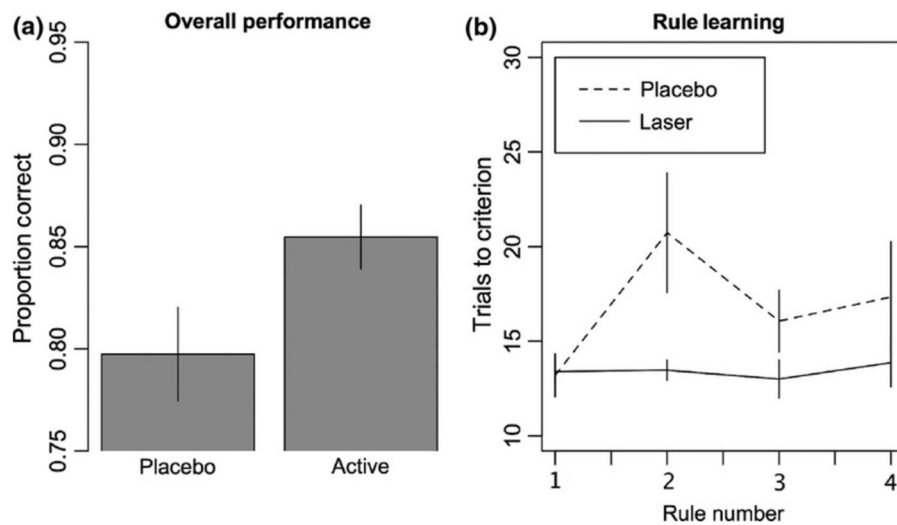 (a)
Overall performance
Proportion correct
0.95
0.90
0.85
0.80
0.75
Placebo
Active
(b)
Rule learning
Trials to criterion
30
25
20
15
10
Placebo
Laser
1
2
3
4
Rule number